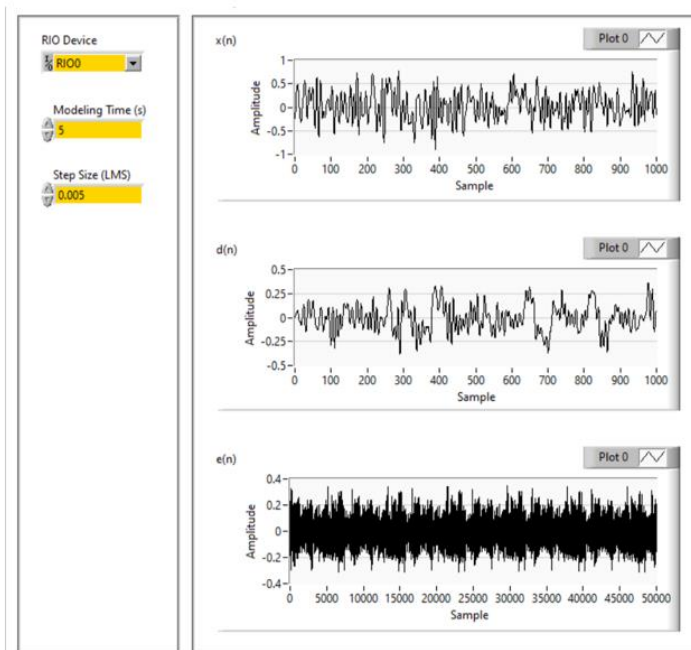 RIO Device
RIO0
Modeling Time (s)
5
Step Size (LMS)
0.005
x(n)
Plot 0
Amplitude
1
0.5
0
-0.5
-1
0 100 200 300 400 500 600 700 800 900 1000
Sample
d(n)
Plot 0
Amplitude
0.5
0.25
0
-0.25
-0.5
0 100 200 300 400 500 600 700 800 900 1000
Sample
e(n)
Plot 0
Amplitude
0.4
0.2
0
-0.2
-0.4
0 5000 10000 15000 20000 25000 30000 35000 40000 45000 50000
Sample